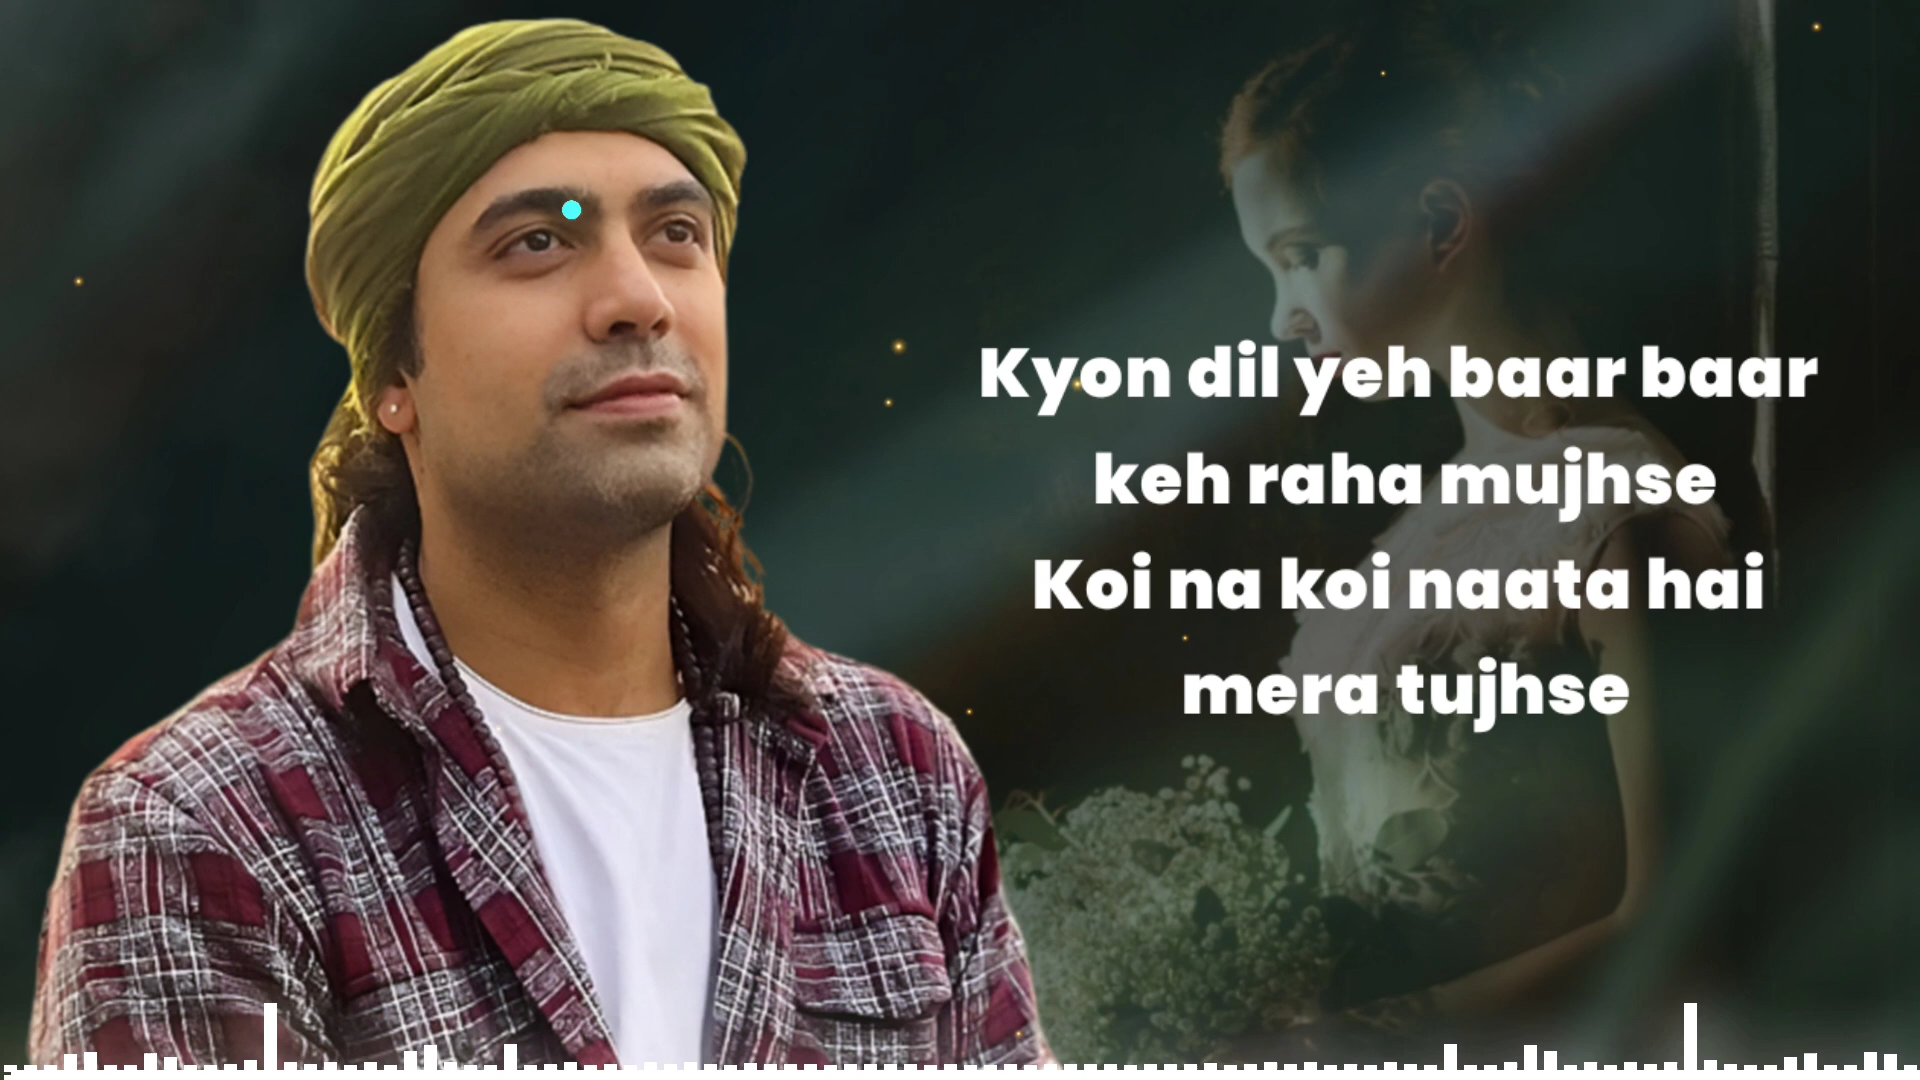 Kyon dil yeh baar baar
keh raha mujhse
Koi na koi naata hai
mera tujhse